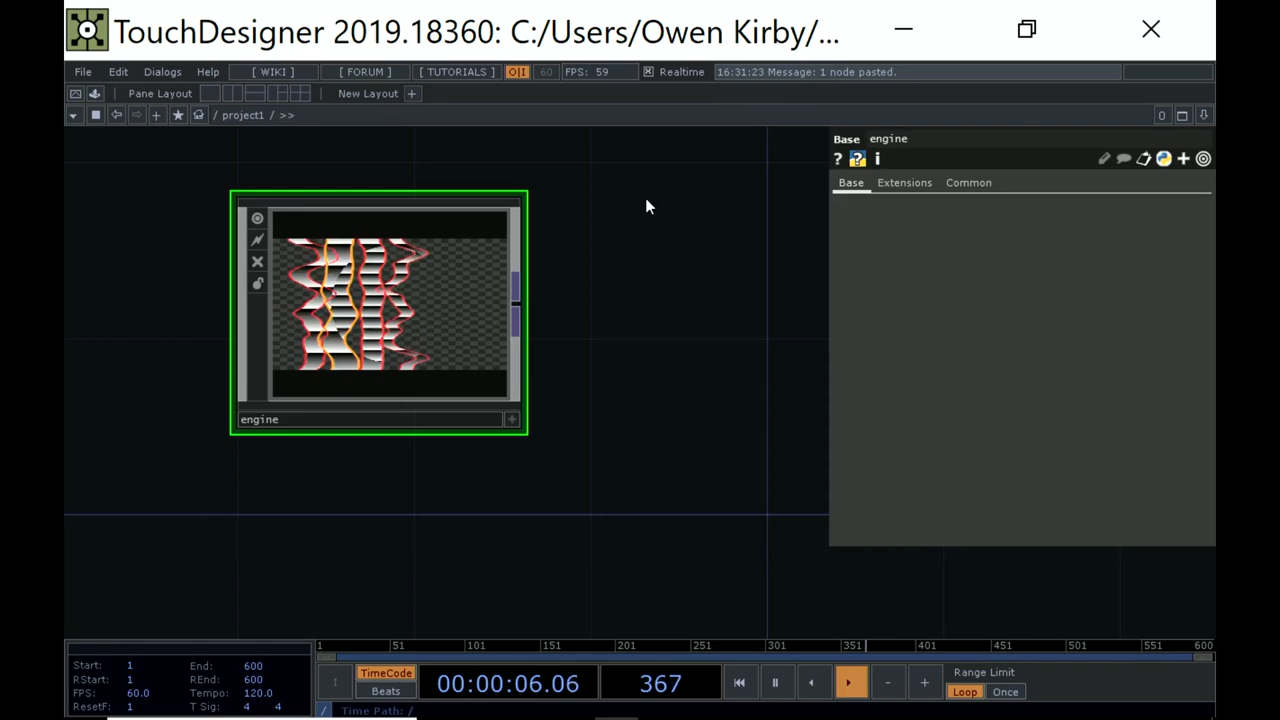 TouchDesigner 2019.18360: C:/Users/Owen Kirby/...
File Edit Dialogs Help [ WIKI ] [ FORUM ] [ TUTORIALS ] O|I 60 FPS: 59 Realtime 16:31:23 Message: 1 node pasted.
Pane Layout New Layout +
/ project1 / >> 0
Base engine
? ? i
Base Extensions Common
engine
1 51 101 151 201 251 301 351 401 451 501 551 600
Start: 1 End: 600
RStart: 1 REnd: 600
FPS: 60.0 Tempo: 120.0
ResetF: 1 T Sig: 4 4
TimeCode
Beats
00:00:06.06 367
Range Limit
Loop Once
/ Time Path: /